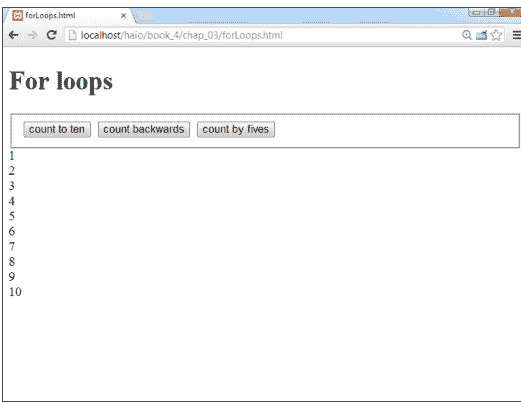 forLoops.html
localhost/haio/book_4/chap_03/forLoops.html
For loops
count to ten count backwards count by fives
1
2
3
4
5
6
7
8
9
10